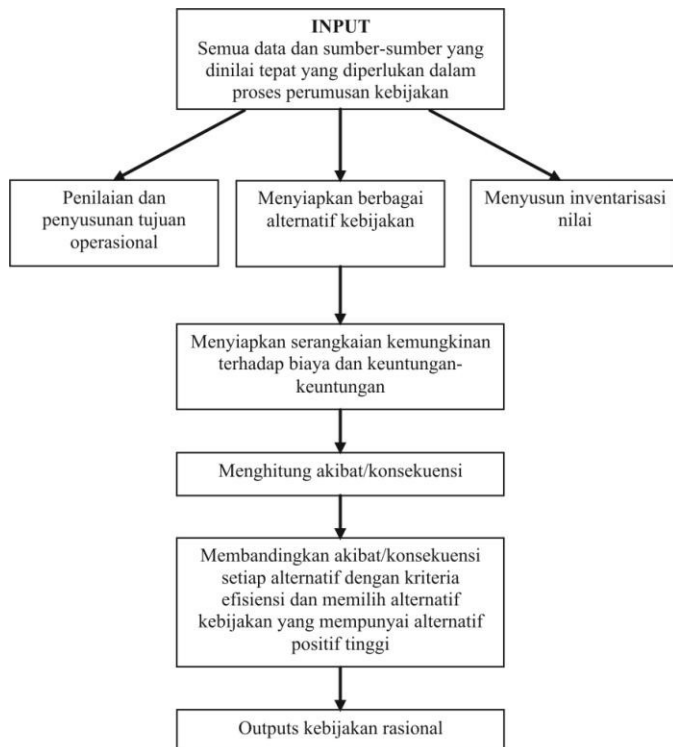 INPUT
Semua data dan sumber-sumber yang
dinilai tepat yang diperlukan dalam
proses perumusan kebijakan
Penilaian dan
penyusunan tujuan
operasional
Menyiapkan berbagai
alternatif kebijakan
Menyusun inventarisasi
nilai
Menyiapkan serangkaian kemungkinan
terhadap biaya dan keuntungan-
keuntungan
Menghitung akibat/konsekuensi
Membandingkan akibat/konsekuensi
setiap alternatif dengan kriteria
efisiensi dan memilih alternatif
kebijakan yang mempunyai alternatif
positif tinggi
Outputs kebijakan rasional